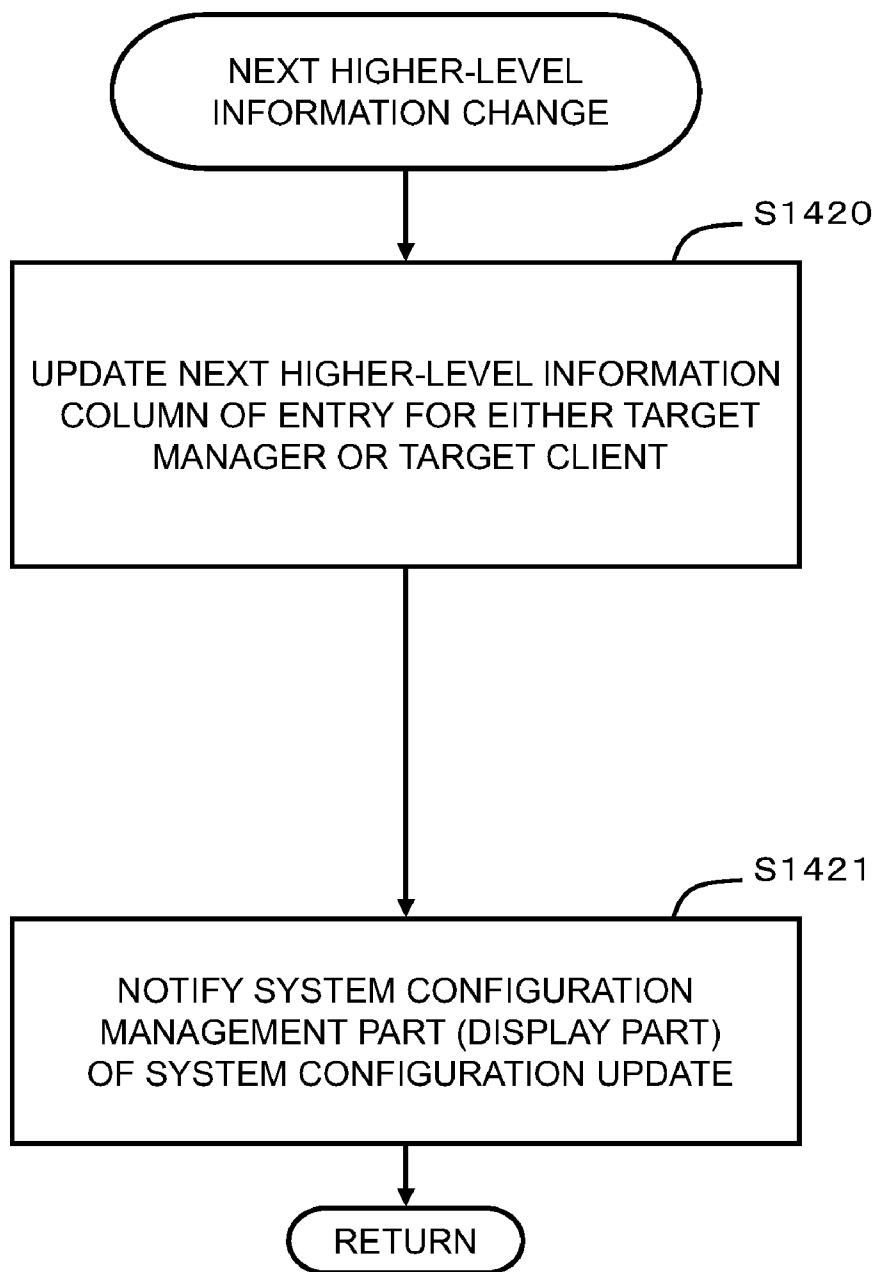 NEXT HIGHER-LEVEL
INFORMATION CHANGE
S1420
UPDATE NEXT HIGHER-LEVEL INFORMATION
COLUMN OF ENTRY FOR EITHER TARGET
MANAGER OR TARGET CLIENT
S1421
NOTIFY SYSTEM CONFIGURATION
MANAGEMENT PART (DISPLAY PART)
OF SYSTEM CONFIGURATION UPDATE
RETURN